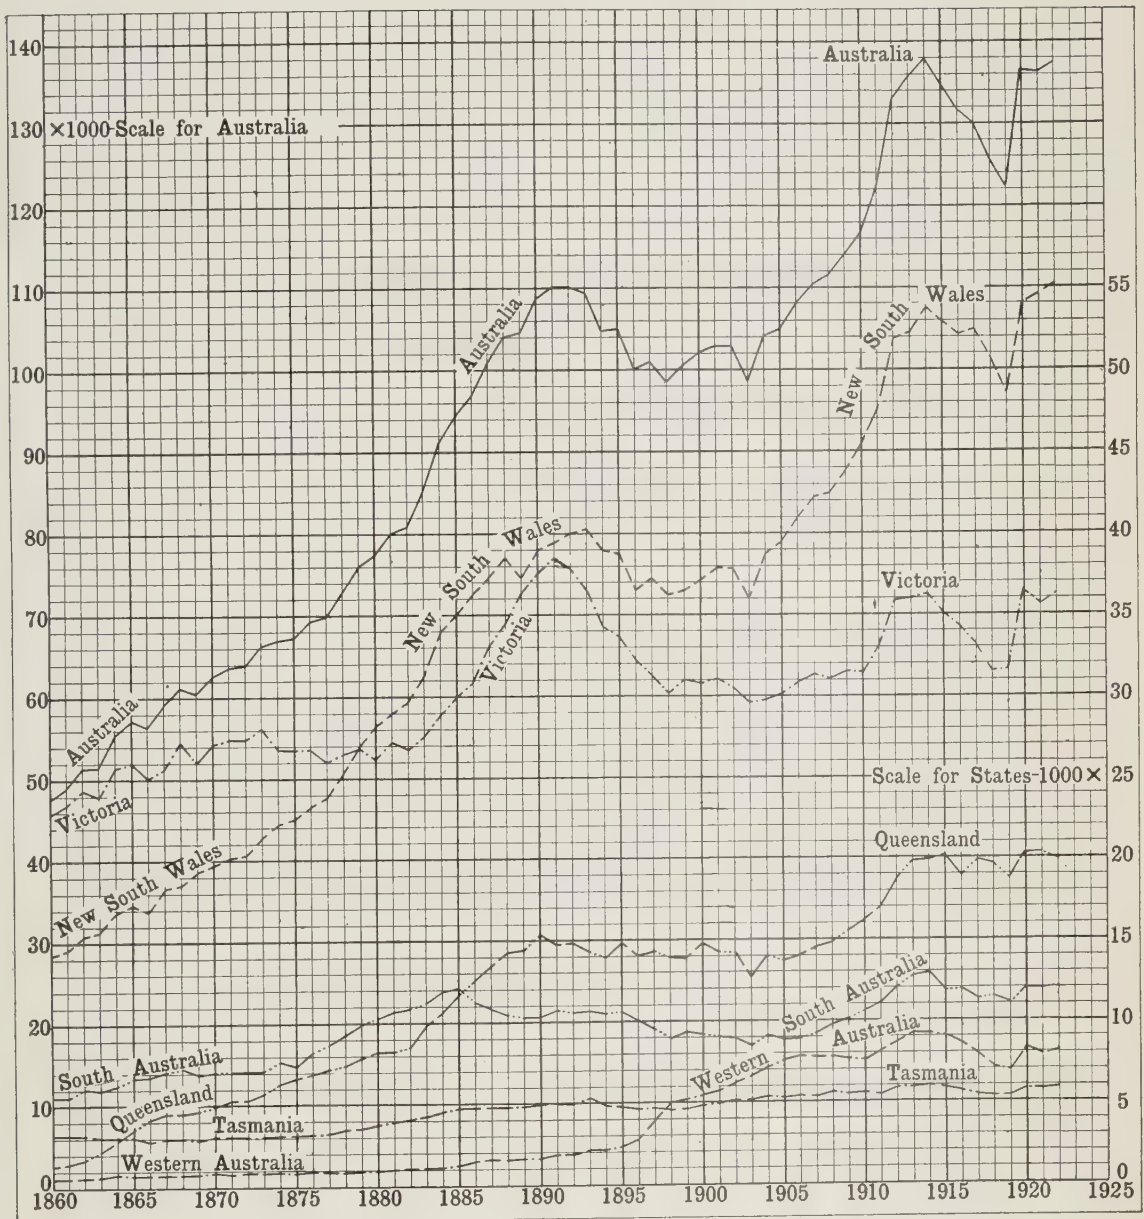 140
Australia
130 ×1000-Scale for Australia
120
110
55
Wales
South
New
Australia
100
50
90
45
80
40
New South Wales
Victoria
Victoria
70
35
60
30
Australia
50
Scale for States-1000 ×
25
Victoria
Queensland
40
20
New South Wales
30
15
South Australia
20
10
Western Australia
South Australia
Tasmania
Queensland
10
5
Tasmania
Western Australia
0
0
1860 1865 1870 1875 1880 1885 1890 1895 1900 1905 1910 1915 1920 1925